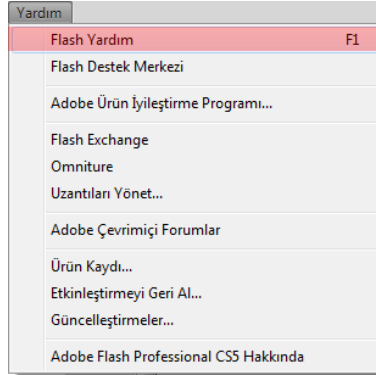 Yardım
Flash Yardım F1
Flash Destek Merkezi
Adobe Ürün İyileştirme Programı...
Flash Exchange
Omniture
Uzantıları Yönet...
Adobe Çevrimiçi Forumlar
Ürün Kaydı...
Etkinleştirmeyi Geri Al...
Güncelleştirmeler...
Adobe Flash Professional CS5 Hakkında